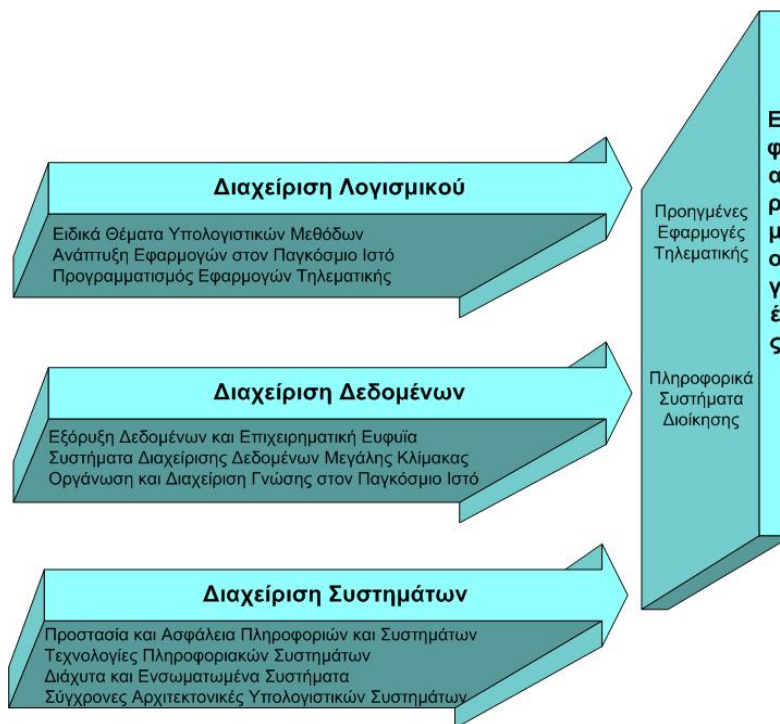 Διαχείριση Λογισμικού
Ειδικά Θέματα Υπολογιστικών Μεθόδων
Ανάπτυξη Εφαρμογών στον Παγκόσμιο Ιστό
Προγραμματισμός Εφαρμογών Τηλεματικής
Διαχείριση Δεδομένων
Εξόρυξη Δεδομένων και Επιχειρηματική Ευφυΐα
Συστήματα Διαχείρισης Δεδομένων Μεγάλης Κλίμακας
Οργάνωση και Διαχείριση Γνώσης στον Παγκόσμιο Ιστό
Διαχείριση Συστημάτων
Προστασία και Ασφάλεια Πληροφοριών και Συστημάτων
Τεχνολογίες Πληροφοριακών Συστημάτων
Διάχυτα και Ενσωματωμένα Συστήματα
Σύγχρονες Αρχιτεκτονικές Υπολογιστικών Συστημάτων
Προηγμένες
Εφαρμογές
Τηλεματικής
Πληροφορικά
Συστήματα
Διοίκησης
Ε
φ
α
ρ
μ
ο
γ
έ
ς